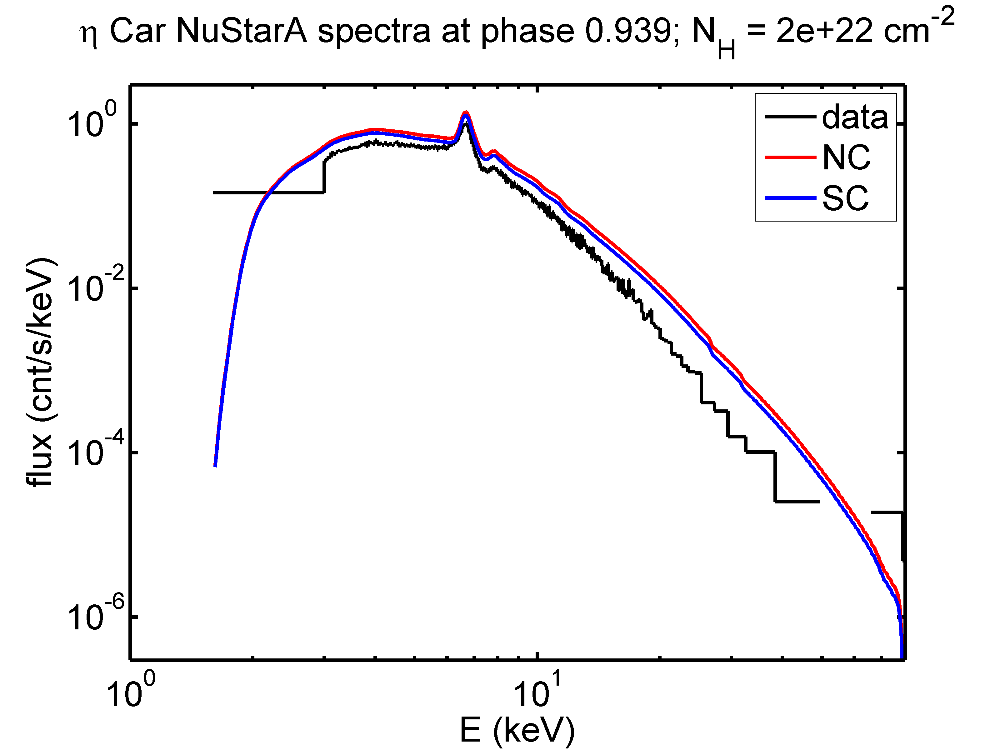 η Car NuStarA spectra at phase 0.939; N_H = 2e+22 cm^-2
10^0
data
NC
SC
10^-2
flux (cnt/s/keV)
10^-4
10^-6
10^0
10^1
E (keV)